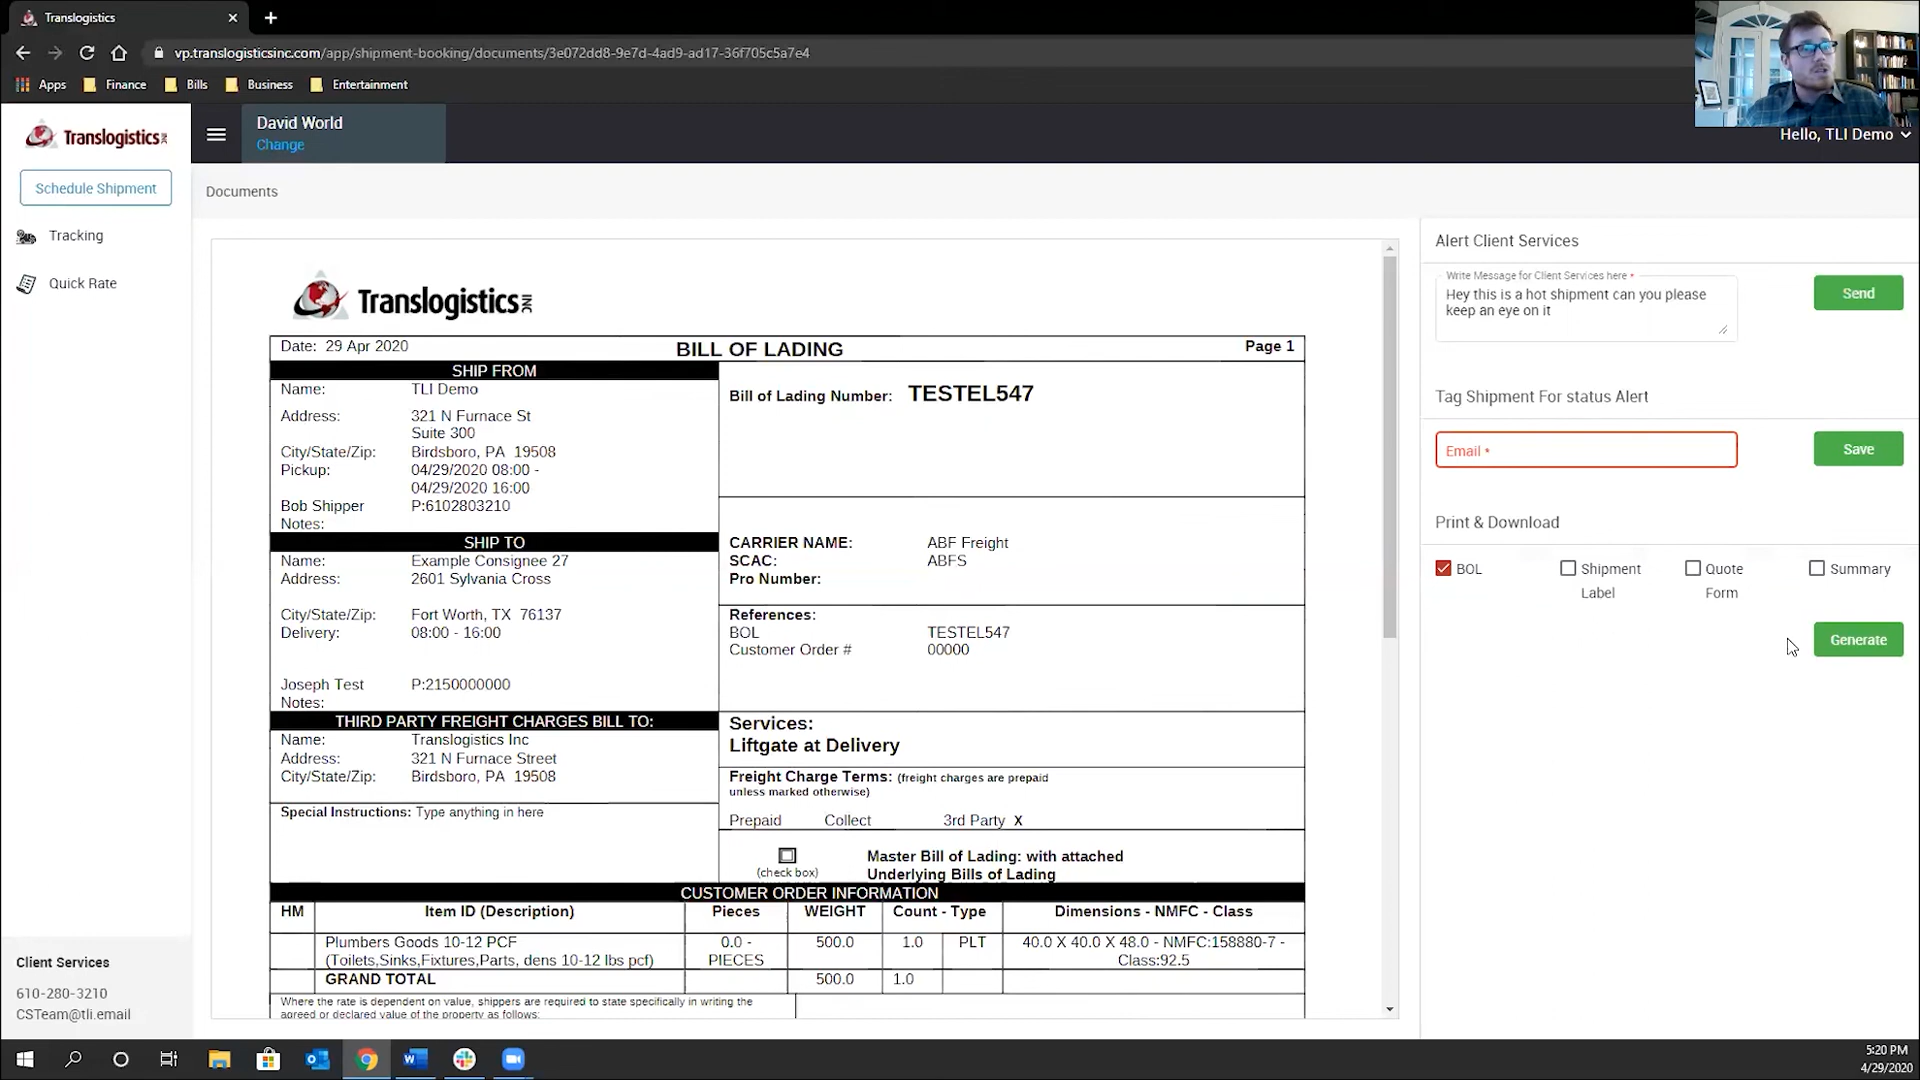 Translogistics
vp.translogisticsinc.com/app/shipment-booking/documents/3e072dd8-9e7d-4ad9-ad17-36f705c5a7e4
Apps Finance Bills Business Entertainment
Translogistics INC
David World
Change
Hello, TLI Demo
Schedule Shipment
Tracking
Quick Rate
Documents
Translogistics INC
Date: 29 Apr 2020 BILL OF LADING Page 1
SHIP FROM
Name: TLI Demo
Address: 321 N Furnace St
Suite 300
City/State/Zip: Birdsboro, PA 19508
Pickup: 04/29/2020 08:00 -
04/29/2020 16:00
Bob Shipper P:6102803210
Notes:
Bill of Lading Number: TESTEL547
SHIP TO
Name: Example Consignee 27
Address: 2601 Sylvania Cross
City/State/Zip: Fort Worth, TX 76137
Delivery: 08:00 - 16:00
Joseph Test P:2150000000
Notes:
CARRIER NAME: ABF Freight
SCAC: ABFS
Pro Number:
References:
BOL TESTEL547
Customer Order # 00000
THIRD PARTY FREIGHT CHARGES BILL TO:
Name: Translogistics Inc
Address: 321 N Furnace Street
City/State/Zip: Birdsboro, PA 19508
Special Instructions: Type anything in here
Services:
Liftgate at Delivery
Freight Charge Terms: (freight charges are prepaid
unless marked otherwise)
Prepaid Collect 3rd Party X
(check box)
Master Bill of Lading: with attached
Underlying Bills of Lading
CUSTOMER ORDER INFORMATION
HM Item ID (Description) Pieces WEIGHT Count - Type Dimensions - NMFC - Class
Plumbers Goods 10-12 PCF 0.0 - 500.0 1.0 PLT 40.0 X 40.0 X 48.0 - NMFC:158880-7 -
(Toilets,Sinks,Fixtures,Parts, dens 10-12 lbs pcf) PIECES Class:92.5
GRAND TOTAL 500.0 1.0
Where the rate is dependent on value, shippers are required to state specifically in writing the
agreed or declared value of the property as follows:
Alert Client Services
Write Message for Client Services here *
Hey this is a hot shipment can you please
keep an eye on it
Send
Tag Shipment For status Alert
Email *
Save
Print & Download
BOL Shipment Quote Summary
Label Form
Generate
Client Services
610-280-3210
CSTeam@tli.email
5:20 PM
4/29/2020